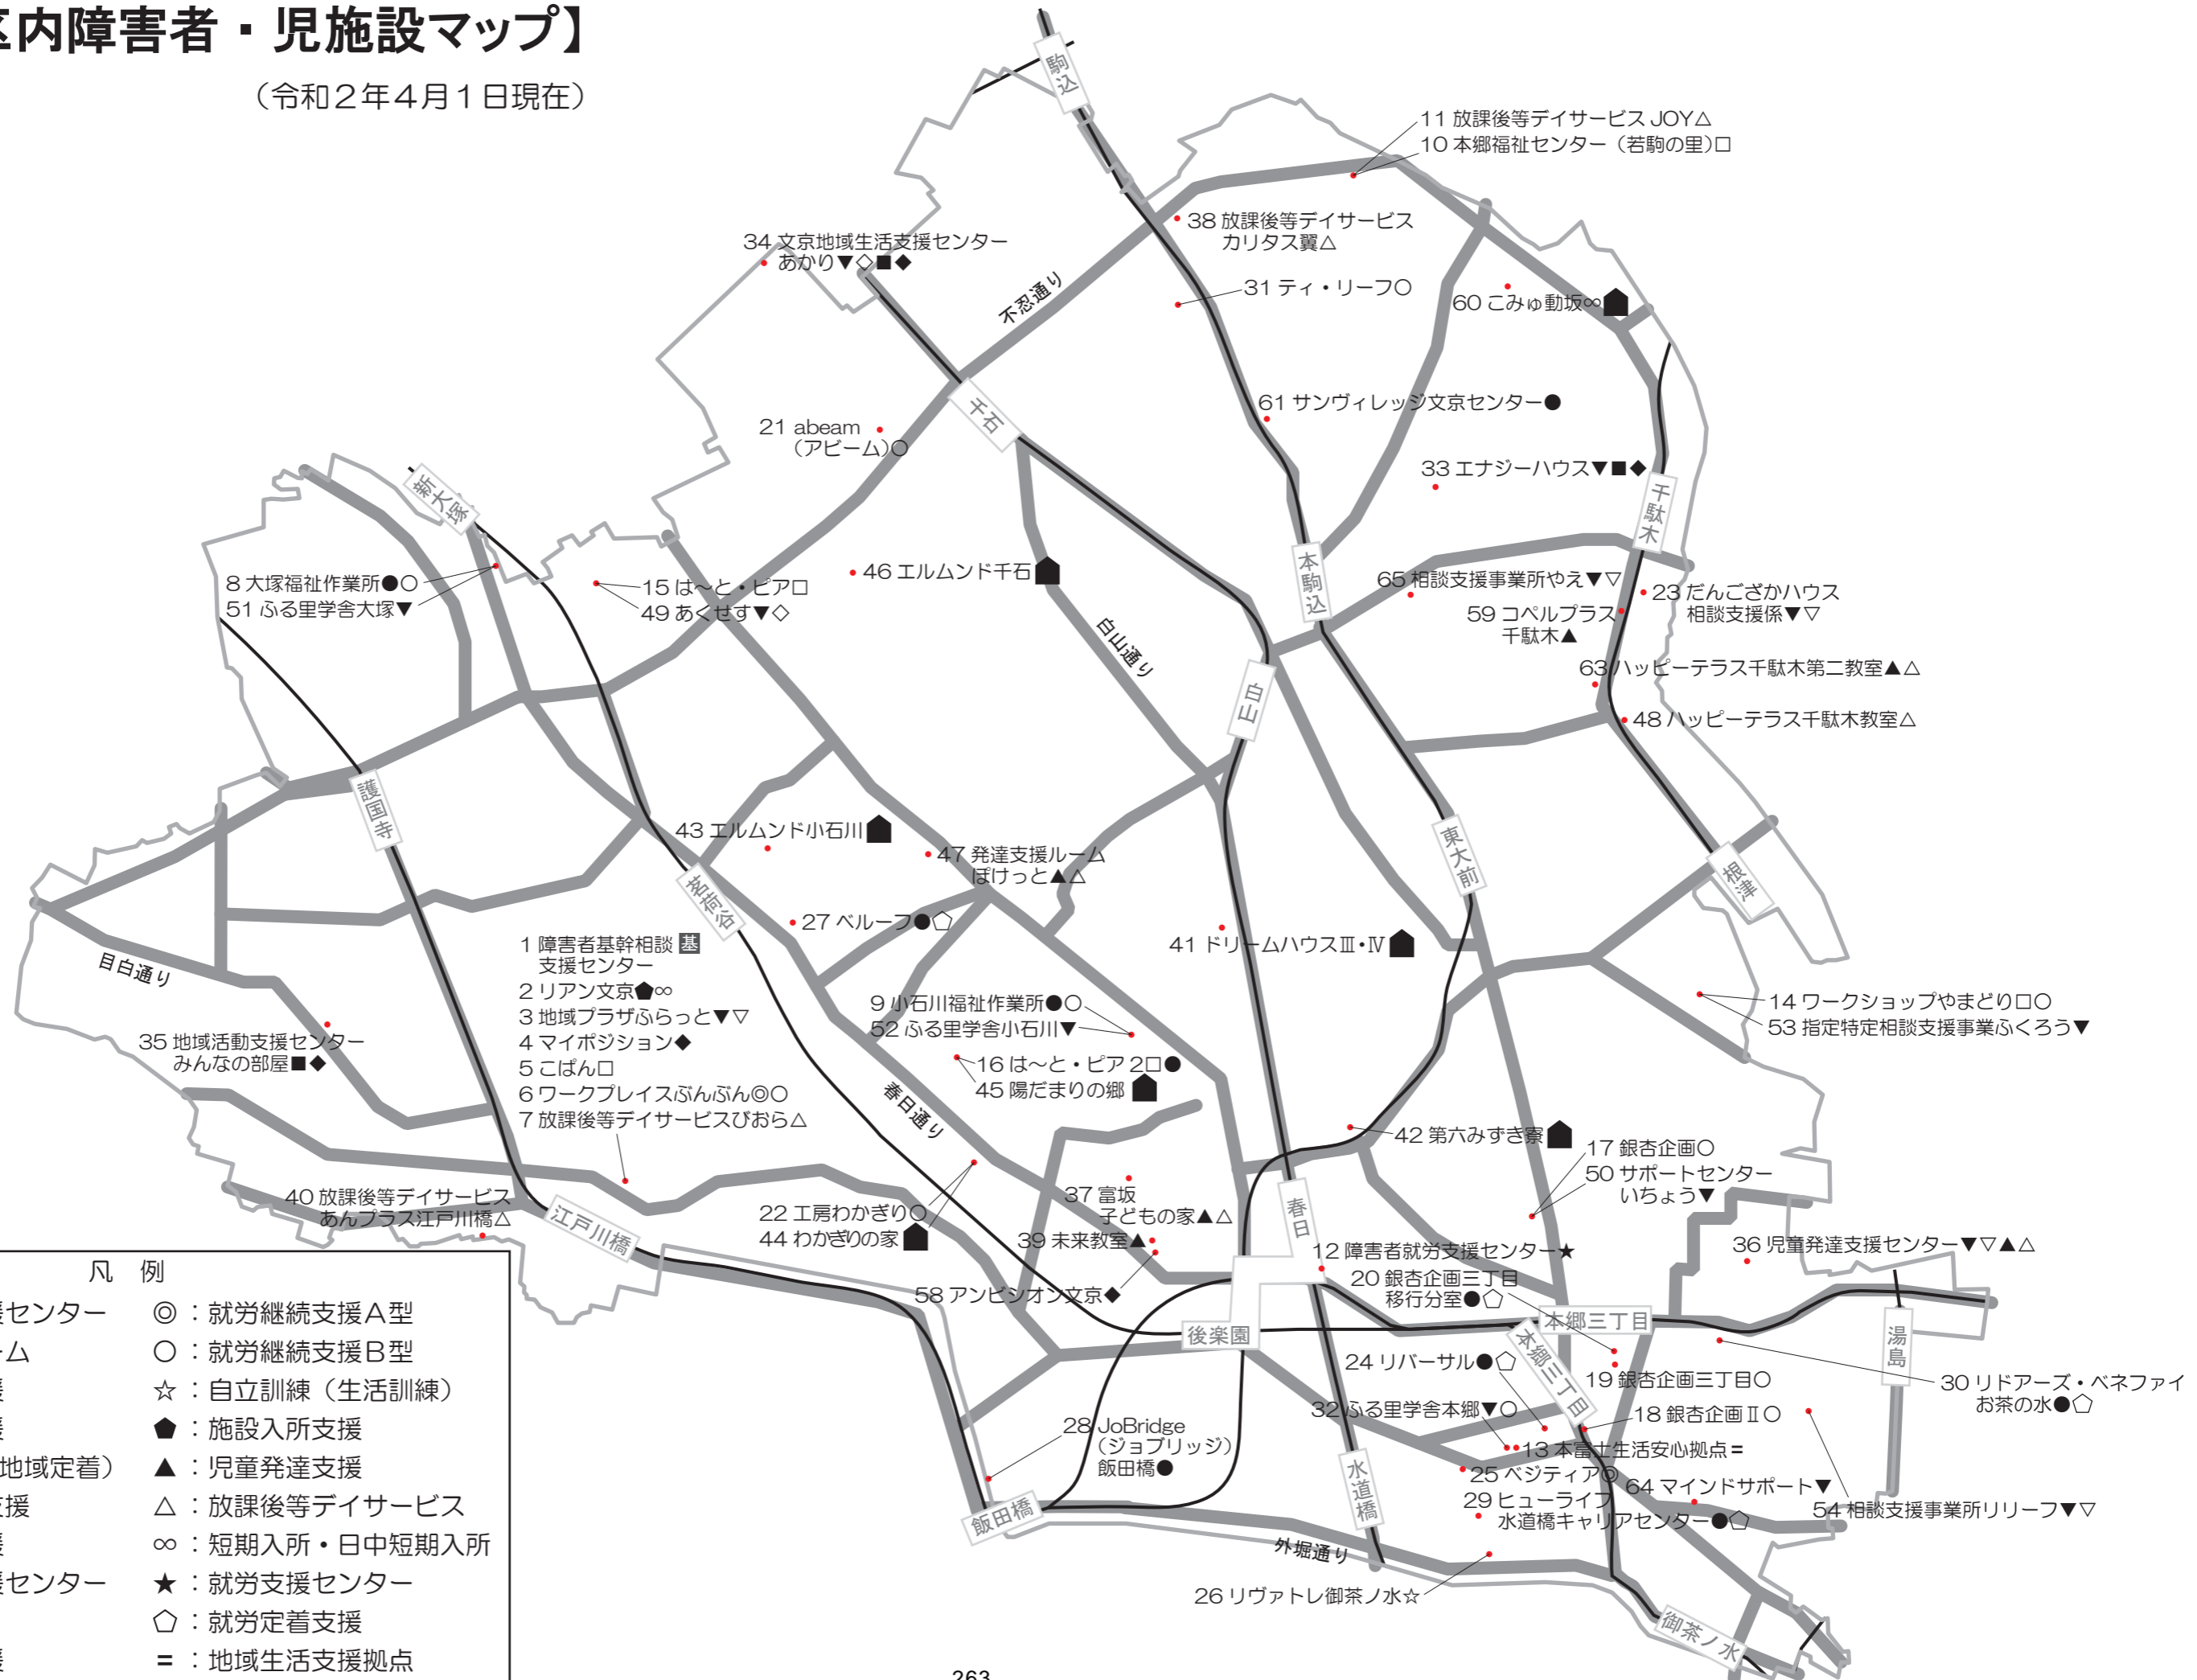 区内障害者・児施設マップ】
（令和２年４月１日現在）
駒込
11 放課後等デイサービス JOY△
10 本郷福祉センター（若駒の里）□
38 放課後等デイサービス
カリタス翼△
34 文京地域生活支援センター
あかり▼◇■◆
不忍通り
31 ティ・リーフ○
60 こみゅ動坂∞
千石
61 サンヴィレッジ文京センター●
21 abeam
（アビーム）○
33 エナジーハウス▼■◆
新大塚
千駄木
本駒込
8 大塚福祉作業所●○
51 ふる里学舎大塚▼
15 は～と・ピア□
49 あくせす▼◇
46 エルムンド千石
65 相談支援事業所やえ▼▽
23 だんござかハウス
相談支援係▼▽
59 コペルプラス
千駄木▲
白山通り
白山
63 ハッピーテラス千駄木第二教室▲△
48 ハッピーテラス千駄木教室△
護国寺
43 エルムンド小石川
47 発達支援ルーム
ぽけっと▲△
東大前
根津
茗荷谷
27 ベルーフ●⬠
41 ドリームハウスⅢ・Ⅳ
目白通り
1 障害者基幹相談 基
支援センター
2 リアン文京⬟∞
3 地域プラザふらっと▼▽
4 マイポジション◆
5 こぱん□
6 ワークプレイスぶんぶん◎○
7 放課後等デイサービスびおら△
9 小石川福祉作業所●○
52 ふる里学舎小石川▼
14 ワークショップやまどり□○
53 指定特定相談支援事業ふくろう▼
35 地域活動支援センター
みんなの部屋■◆
16 は～と・ピア 2□●
45 陽だまりの郷
春日通り
42 第六みずき寮
17 銀杏企画○
50 サポートセンター
いちょう▼
40 放課後等デイサービス
あんプラス江戸川橋△
江戸川橋
22 工房わかぎり○
44 わかぎりの家
37 富坂
子どもの家▲△
39 未来教室▲
春日
12 障害者就労支援センター★
36 児童発達支援センター▼▽▲△
20 銀杏企画三丁目
移行分室●⬠
58 アンビシオン文京◆
後楽園
本郷三丁目
本郷三丁目
湯島
24 リバーサル●⬠
19 銀杏企画三丁目○
30 リドアーズ・ベネファイ
お茶の水●⬠
32 ふる里学舎本郷▼○
18 銀杏企画Ⅱ○
28 JoBridge
（ジョブリッジ）
飯田橋●
13 本富士生活安心拠点=
水道橋
25 ベジティア◎
64 マインドサポート▼
29 ヒューライフ
水道橋キャリアセンター●⬠
54 相談支援事業所リリーフ▼▽
飯田橋
外堀通り
26 リヴァトレ御茶ノ水☆
御茶ノ水
凡 例
援センター ◎：就労継続支援Ａ型
ーム ○：就労継続支援Ｂ型
援 ☆：自立訓練（生活訓練）
援 ⬟：施設入所支援
地域定着） ▲：児童発達支援
支援 △：放課後等デイサービス
援 ∞：短期入所・日中短期入所
援センター ★：就労支援センター
⬠：就労定着支援
援 =：地域生活支援拠点
263